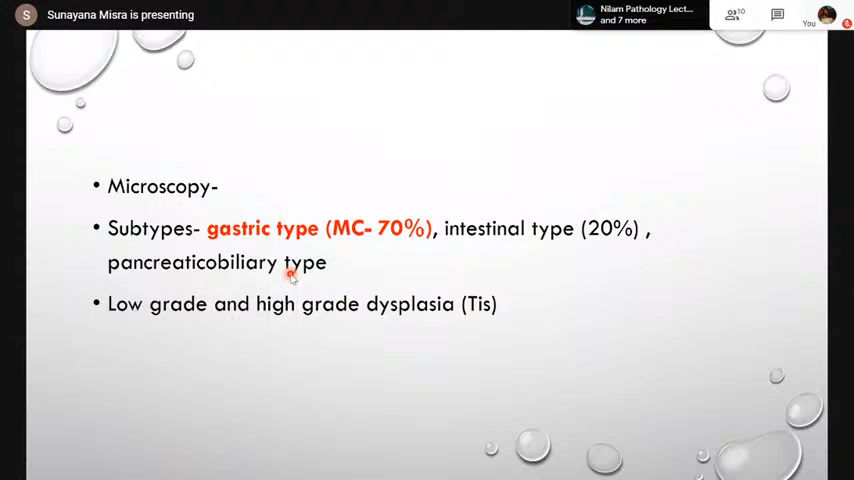 S
Sunayana Misra is presenting
Nilam Pathology Lect...
and 7 more
10
You
• Microscopy-
• Subtypes- gastric type (MC- 70%), intestinal type (20%) ,
pancreaticobiliary type
• Low grade and high grade dysplasia (Tis)